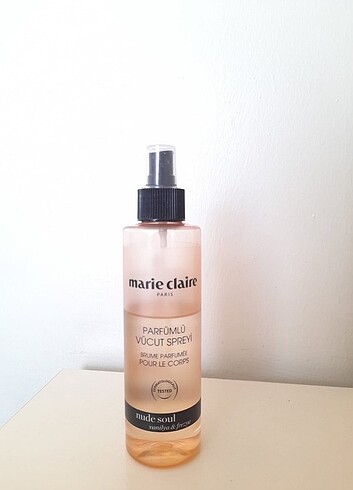 marie claire
PARIS
PARFÜMLÜ
VÜCUT SPREYİ
BRUME PARFUMÉE
POUR LE CORPS
TESTED
nude soul
vanilya & frezya